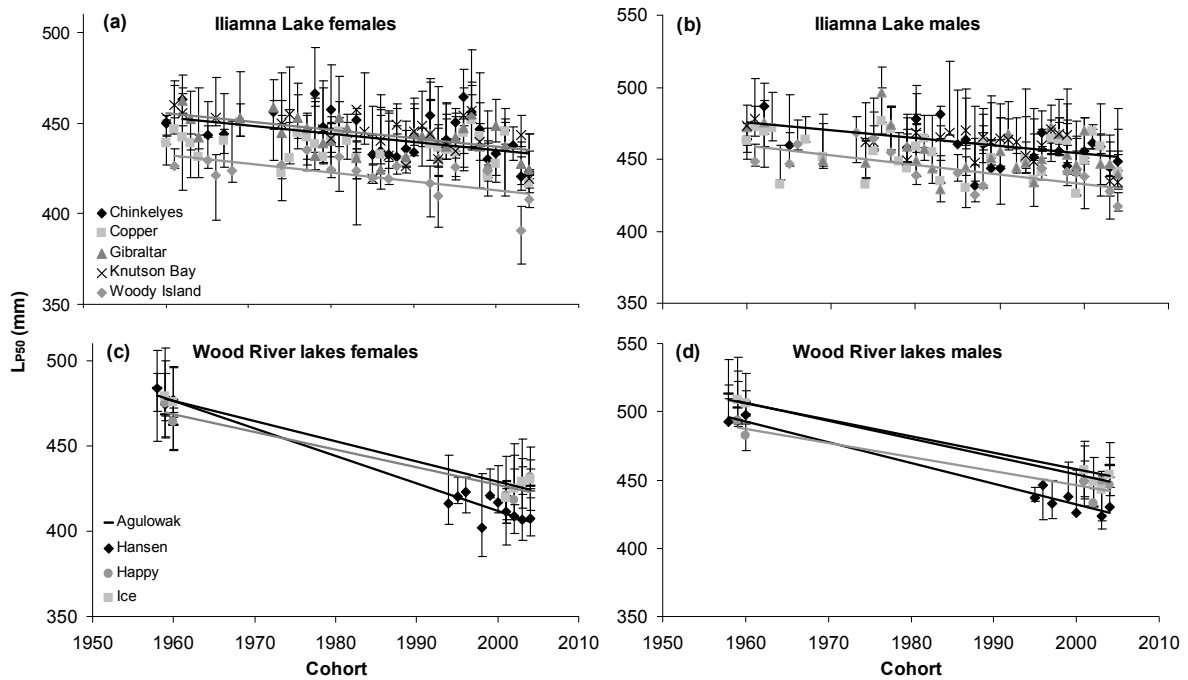 (a) Iliamna Lake females
500
450
400
350
Chinkelyes
Copper
Gibraltar
Knutson Bay
Woody Island
(b) Iliamna Lake males
550
500
450
400
350
LP50 (mm)
(c) Wood River lakes females
500
450
400
350
Agulowak
Hansen
Happy
Ice
1950 1960 1970 1980 1990 2000 2010
Cohort
(d) Wood River lakes males
550
500
450
400
350
1950 1960 1970 1980 1990 2000 2010
Cohort